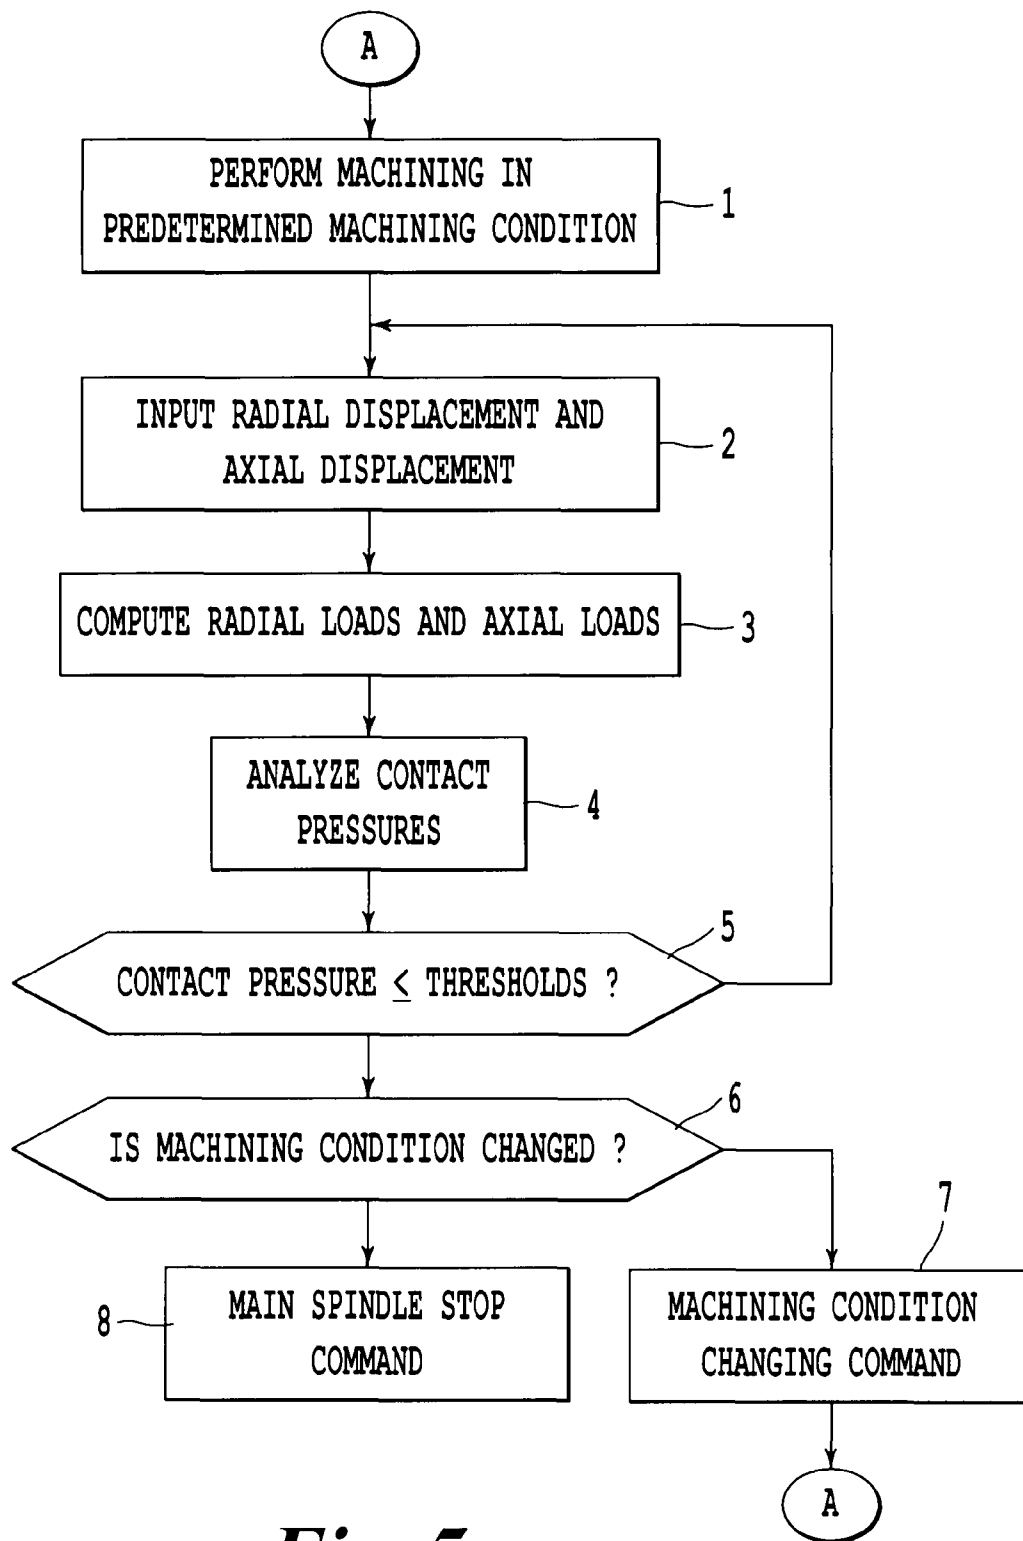 A
PERFORM MACHINING IN
PREDETERMINED MACHINING CONDITION
1
INPUT RADIAL DISPLACEMENT AND
AXIAL DISPLACEMENT
2
COMPUTE RADIAL LOADS AND AXIAL LOADS
3
ANALYZE CONTACT
PRESSURES
4
5
CONTACT PRESSURE ≤ THRESHOLDS ?
6
IS MACHINING CONDITION CHANGED ?
7
8
MAIN SPINDLE STOP
COMMAND
MACHINING CONDITION
CHANGING COMMAND
A